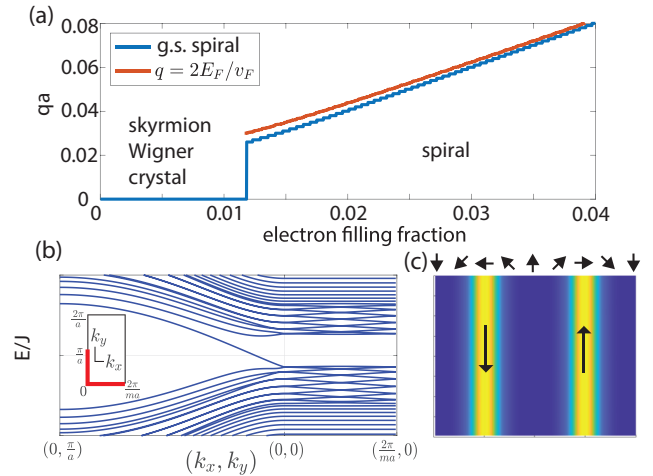 (a)
0.08
0.06
0.04
0.02
0
qa
g.s. spiral
q = 2E_F/v_F
skyrmion
Wigner
crystal
spiral
0
0.01
0.02
0.03
0.04
electron filling fraction
(b)
E/J
2π/a
π/a
0
k_y
k_x
2π/ma
(0, π/a)
(k_x, k_y)
(0, 0)
(2π/ma, 0)
(c)